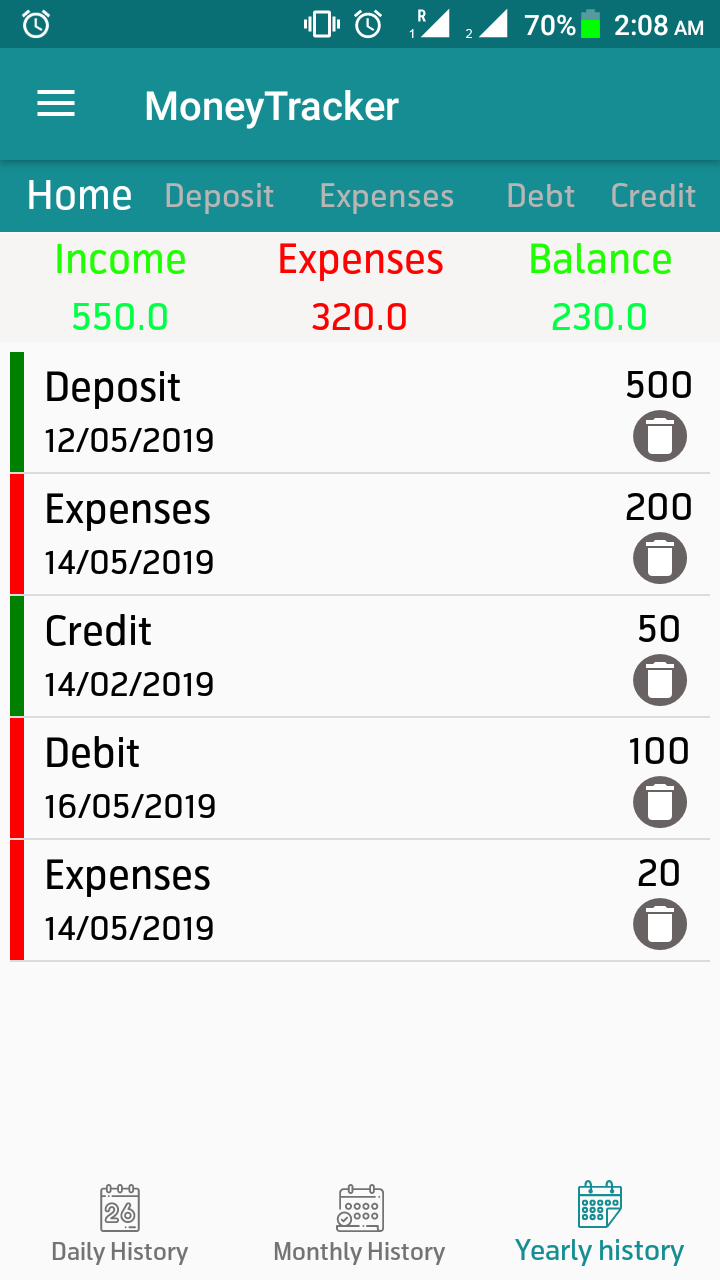 R 1 2 70% 2:08 AM
MoneyTracker
Home Deposit Expenses Debt Credit
Income Expenses Balance
550.0 320.0 230.0
Deposit 500
12/05/2019
Expenses 200
14/05/2019
Credit 50
14/02/2019
Debit 100
16/05/2019
Expenses 20
14/05/2019
26
Daily History Monthly History Yearly history